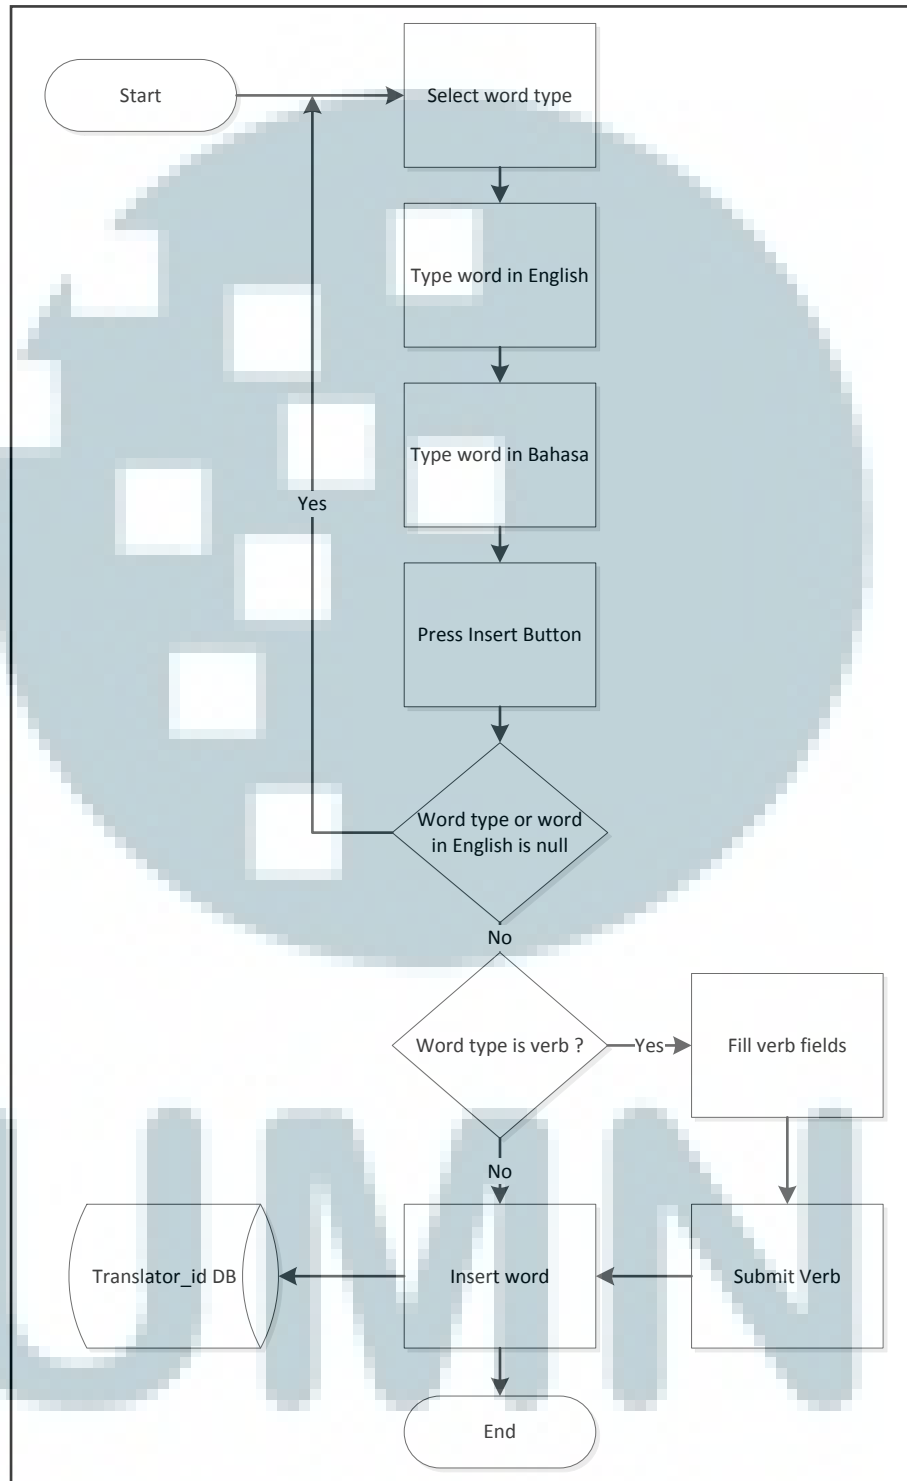 Start
Select word type
Type word in English
Type word in Bahasa
Yes
Press Insert Button
Word type or word
in English is null
No
Word type is verb ?
Yes
Fill verb fields
No
Translator_id DB
Insert word
Submit Verb
End
UMN